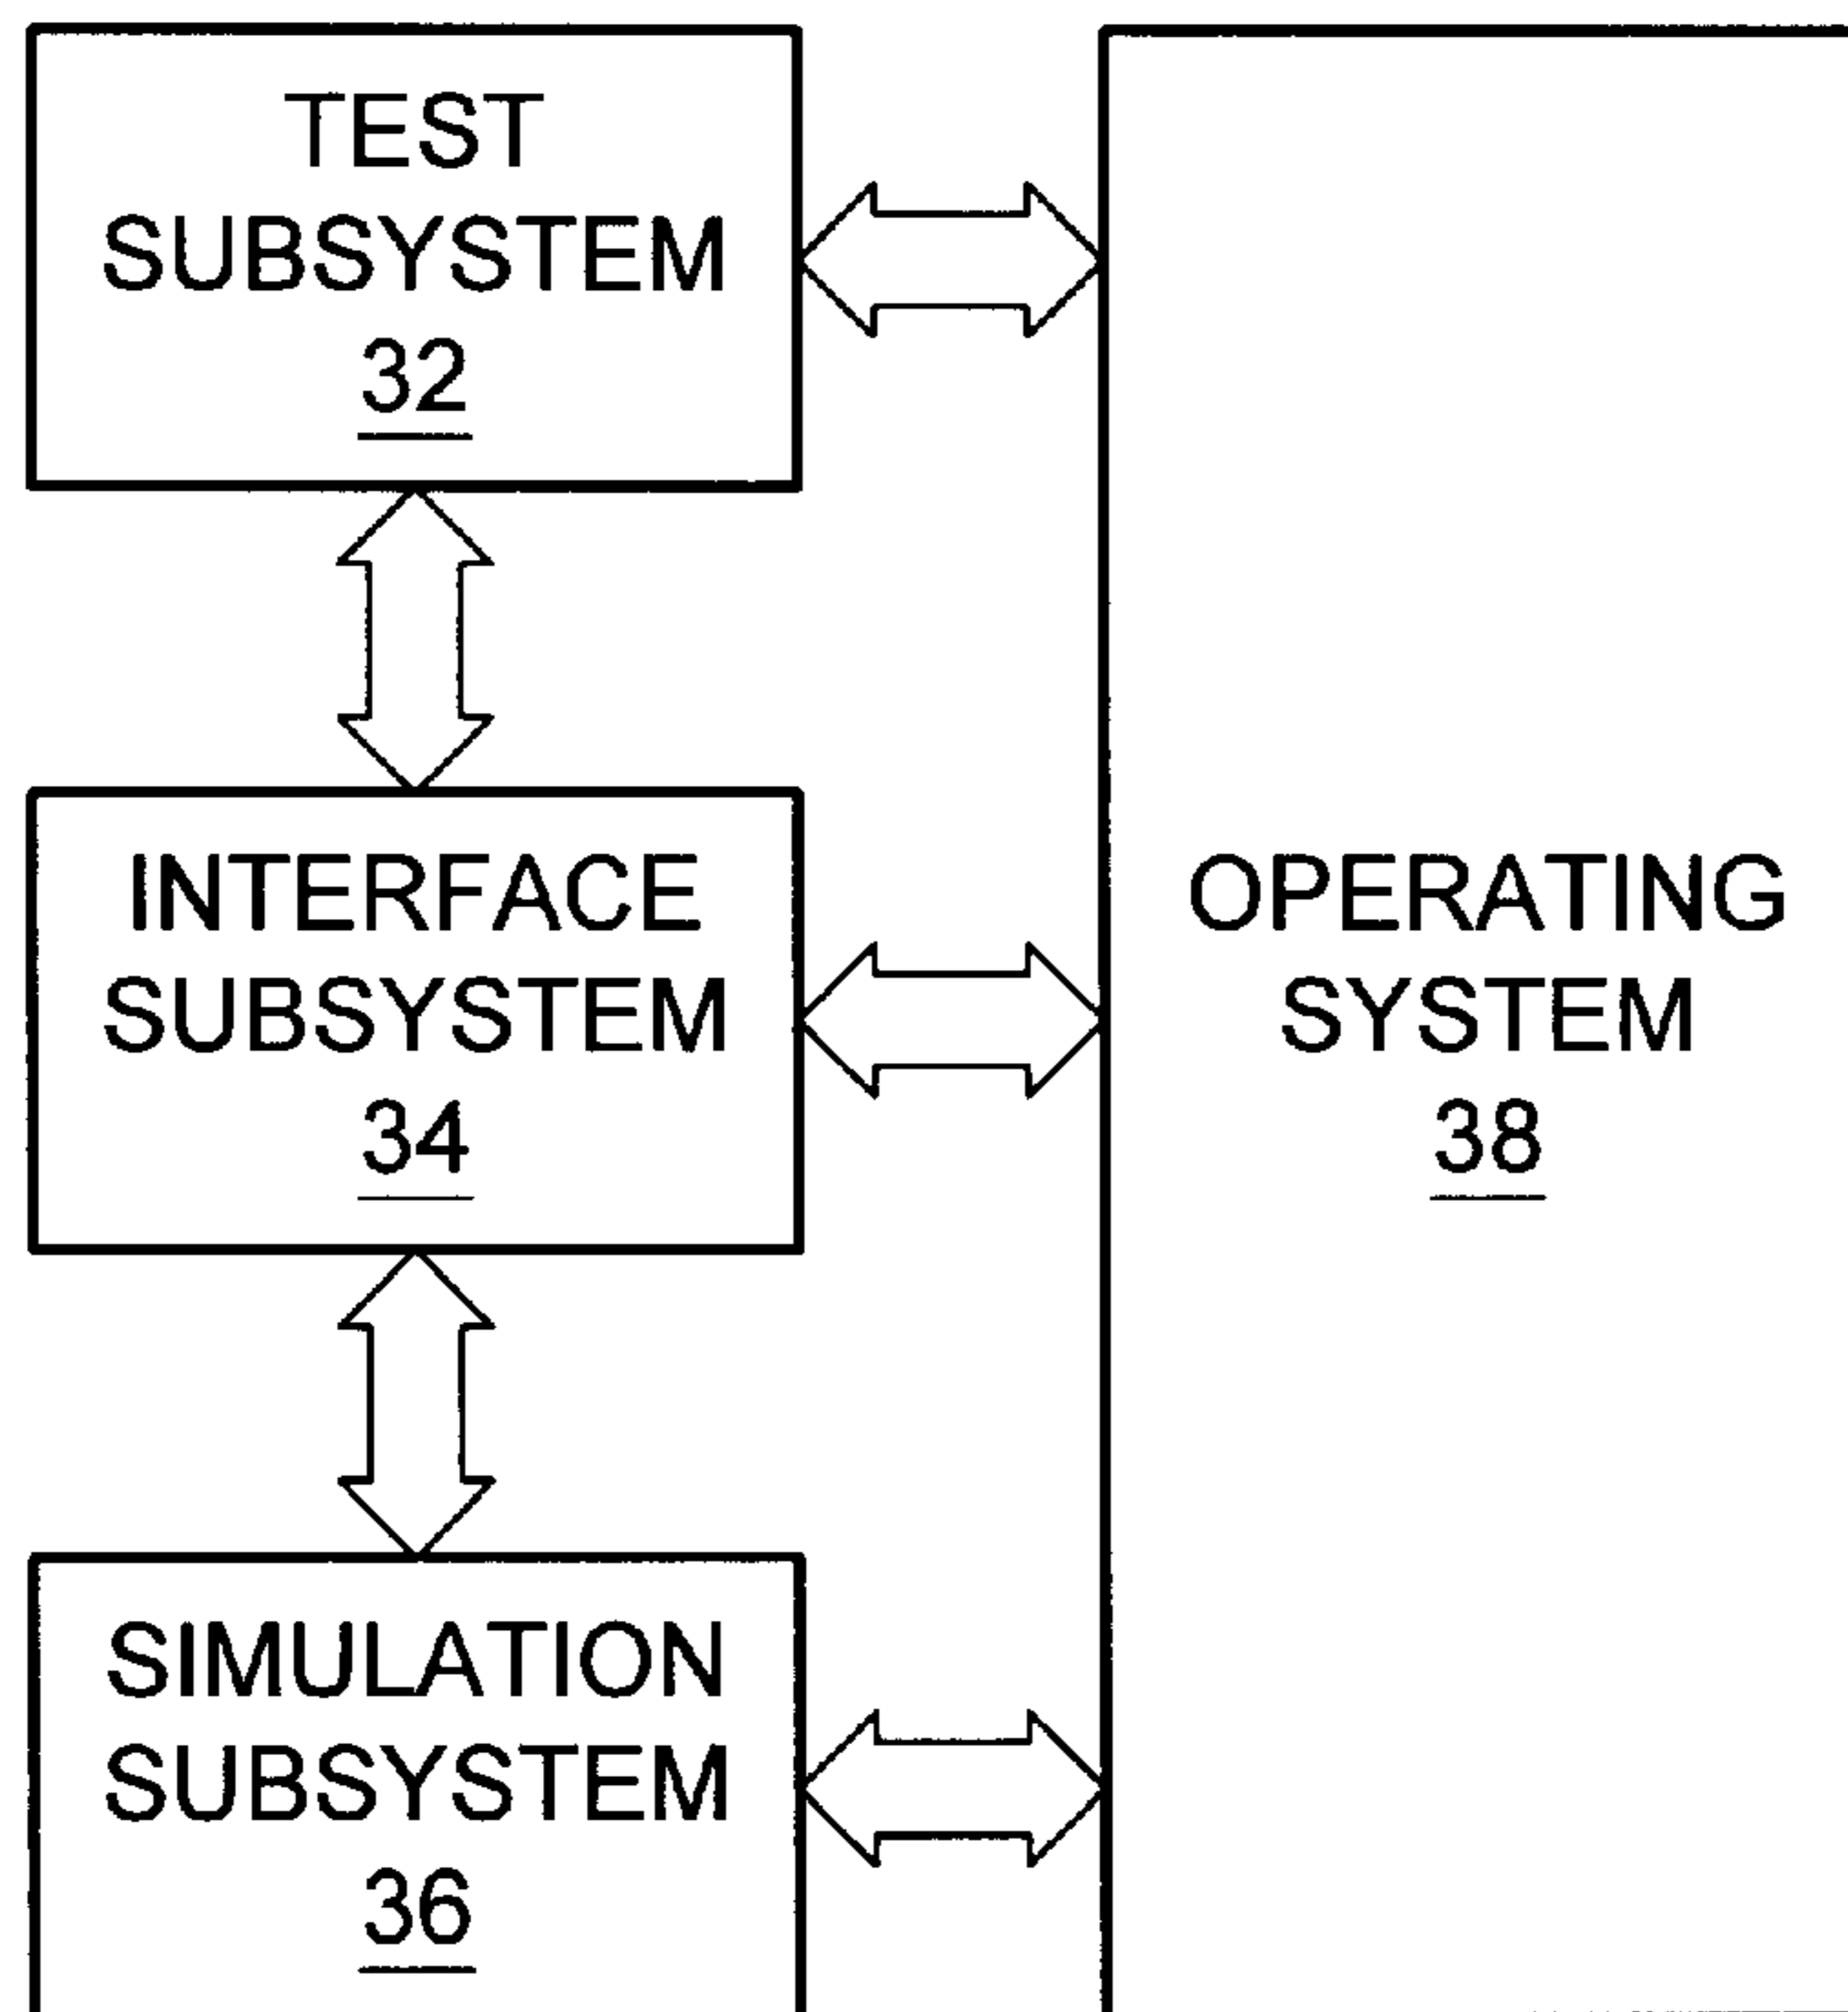 TEST
SUBSYSTEM
32
INTERFACE
SUBSYSTEM
34
SIMULATION
SUBSYSTEM
36
OPERATING
SYSTEM
38